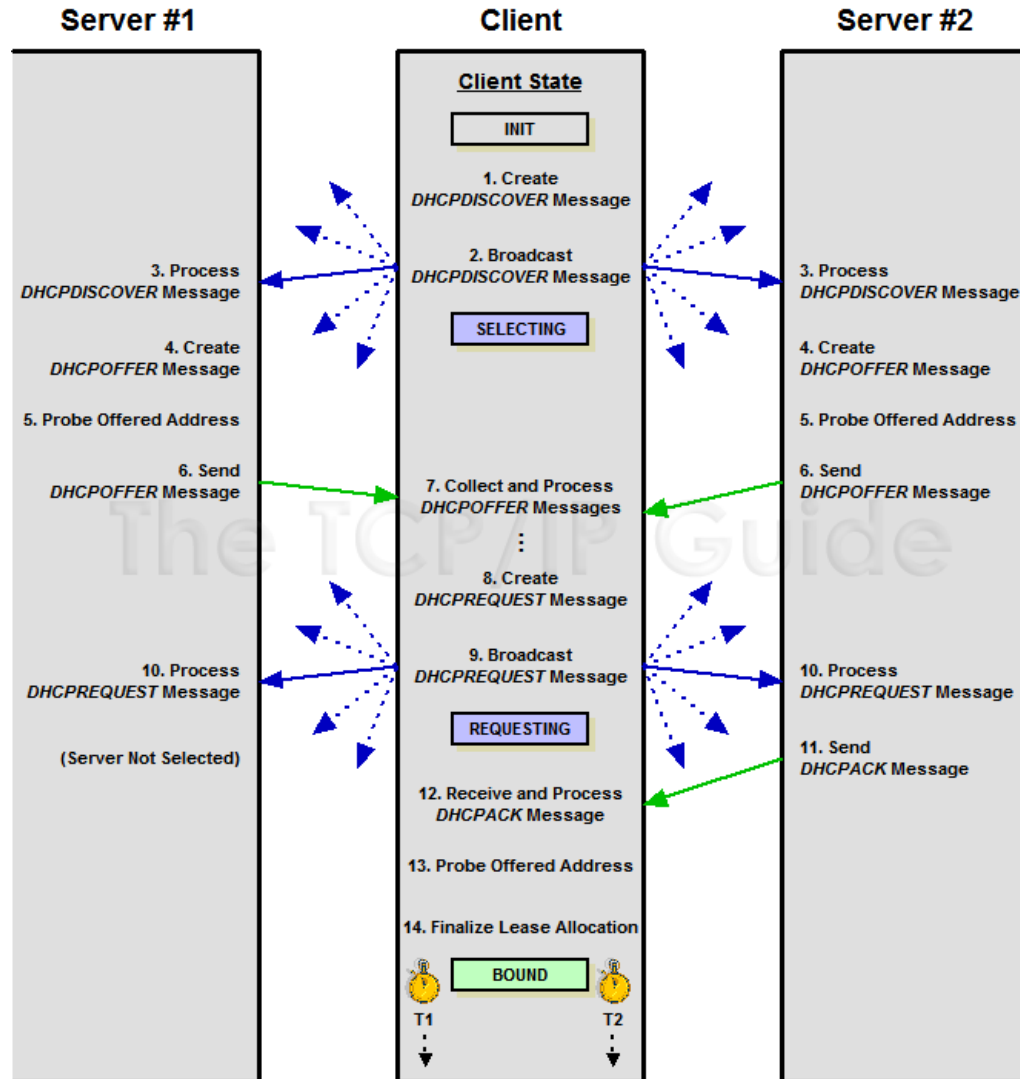 Server #1
Client
Server #2
Client State
INIT
1. Create
DHCPDISCOVER Message
2. Broadcast
DHCPDISCOVER Message
3. Process
DHCPDISCOVER Message
3. Process
DHCPDISCOVER Message
SELECTING
4. Create
DHCPOFFER Message
4. Create
DHCPOFFER Message
5. Probe Offered Address
5. Probe Offered Address
6. Send
DHCPOFFER Message
6. Send
DHCPOFFER Message
7. Collect and Process
DHCPOFFER Messages
The TCP/IP Guide
⋮
8. Create
DHCPREQUEST Message
9. Broadcast
DHCPREQUEST Message
10. Process
DHCPREQUEST Message
10. Process
DHCPREQUEST Message
REQUESTING
(Server Not Selected)
11. Send
DHCPACK Message
12. Receive and Process
DHCPACK Message
13. Probe Offered Address
14. Finalize Lease Allocation
BOUND
T1
T2